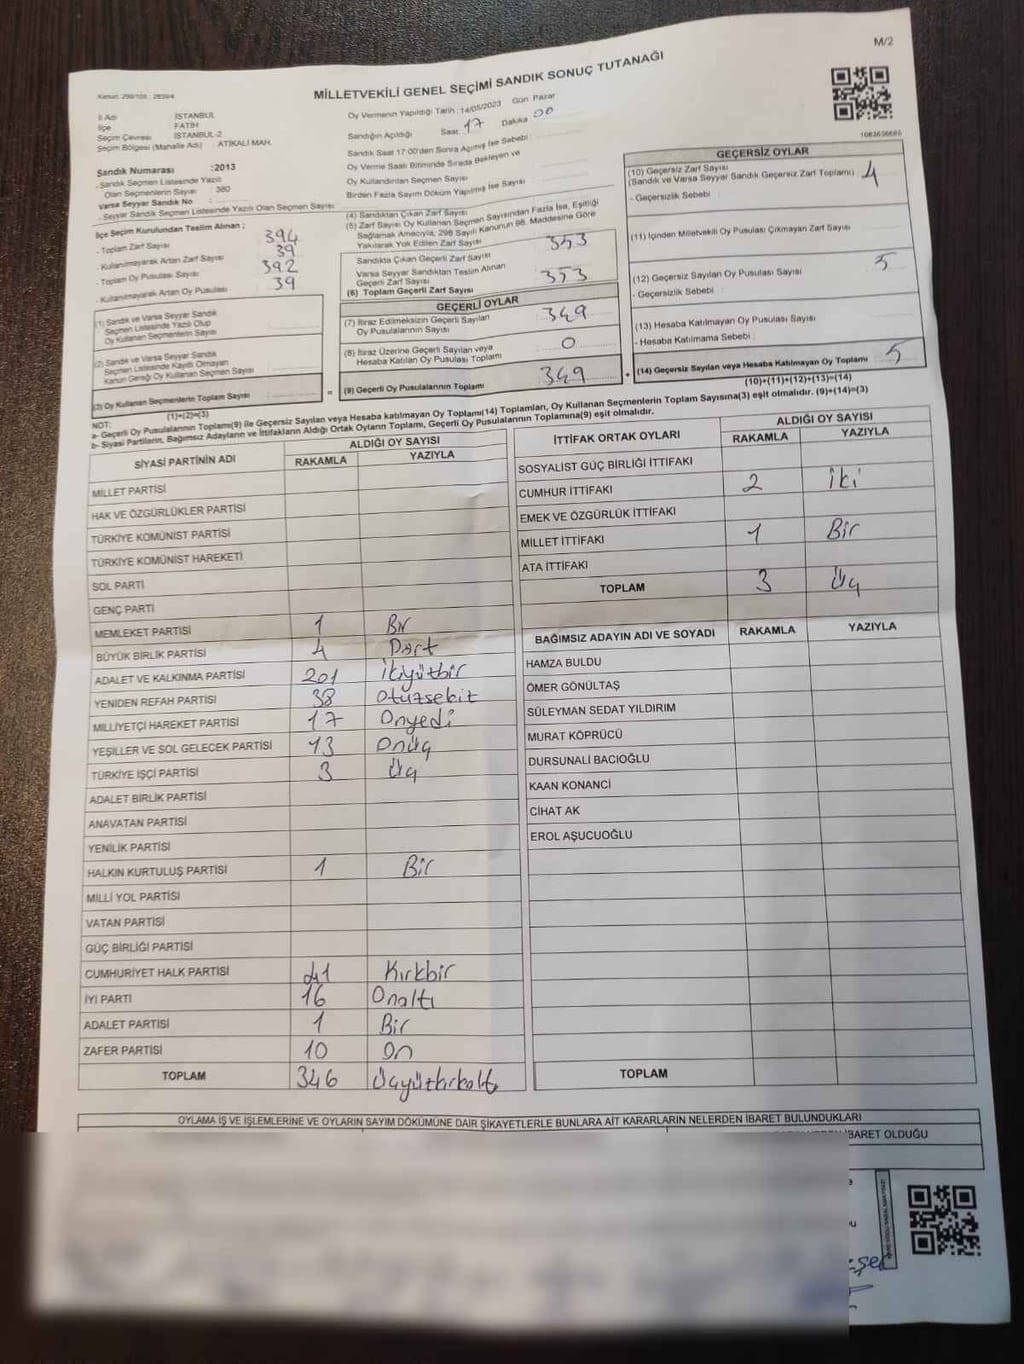 M/2
MİLLETVEKİLİ GENEL SEÇİMİ SANDIK SONUÇ TUTANAĞI
İl Adı : İSTANBUL
İlçe : FATİH
Seçim Çevresi : İSTANBUL-2
Seçim Bölgesi (Mahalle Adı) : ATİKALİ MAH.
Sandık Numarası : 2013
- Sandık Seçmen Listesinde Yazılı
Olan Seçmenlerin Sayısı : 380
Varsa Seyyar Sandık No :
- Seyyar Sandık Seçmen Listesinde Yazılı Olan Seçmen Sayısı :
İlçe Seçim Kurulundan Teslim Alınan ;
- Toplam Zarf Sayısı 394
- Kullanılmayarak Artan Zarf Sayısı 39
- Toplam Oy Pusulası Sayısı 392
- Kullanılmayarak Artan Oy Pusulası 39
(1) Sandık ve Varsa Seyyar Sandık
Seçmen Listesinde Yazılı Olup
Oy Kullanan Seçmenlerin Sayısı
(2) Sandık ve Varsa Seyyar Sandık
Seçmen Listesinde Kayıtlı Olmayan
Kanun Gereği Oy Kullanan Seçmen Sayısı
(3) Oy Kullanan Seçmenlerin Toplam Sayısı
(1)+(2)=(3)
Oy Vermenin Yapıldığı Tarih : 14/05/2023 Gün : Pazar
Sandığın Açıldığı Saat 17 Dakika 00
Sandık Saat 17:00'den Sonra Açılmış İse Sebebi :
Oy Verme Saati Bitiminde Sırada Bekleyen ve
Oy Kullandırılan Seçmen Sayısı
Birden Fazla Sayım Döküm Yapılmış İse Sayısı
(4) Sandıktan Çıkan Zarf Sayısı
(5) Zarf Sayısı Oy Kullanan Seçmen Sayısından Fazla İse, Eşitliği
Sağlamak Amacıyla, 298 Sayılı Kanunun 98. Maddesine Göre
Yakılarak Yok Edilen Zarf Sayısı
Sandıkta Çıkan Geçerli Zarf Sayısı 353
Varsa Seyyar Sandıktan Teslim Alınan
Geçerli Zarf Sayısı
(6) Toplam Geçerli Zarf Sayısı 353
GEÇERLİ OYLAR
(7) İtiraz Edilmeksizin Geçerli Sayılan
Oy Pusulalarının Sayısı 349
(8) İtiraz Üzerine Geçerli Sayılan veya
Hesaba Katılan Oy Pusulası Toplamı 0
= (9) Geçerli Oy Pusulalarının Toplamı 349 +
1083656665
GEÇERSİZ OYLAR
(10) Geçersiz Zarf Sayısı
(Sandık ve Varsa Seyyar Sandık Geçersiz Zarf Toplamı) 4
- Geçersizlik Sebebi :
(11) İçinden Milletvekili Oy Pusulası Çıkmayan Zarf Sayısı
(12) Geçersiz Sayılan Oy Pusulası Sayısı 5
- Geçersizlik Sebebi :
(13) Hesaba Katılmayan Oy Pusulası Sayısı
- Hesaba Katılmama Sebebi :
(14) Geçersiz Sayılan veya Hesaba Katılmayan Oy Toplamı 5
(10)+(11)+(12)+(13)=(14)
NOT:
a- Geçerli Oy Pusulalarının Toplamı(9) ile Geçersiz Sayılan veya Hesaba katılmayan Oy Toplamı(14) Toplamları, Oy Kullanan Seçmenlerin Toplam Sayısına(3) eşit olmalıdır. (9)+(14)=(3)
b- Siyasi Partilerin, Bağımsız Adayların ve İttifakların Aldığı Ortak Oyların Toplamı, Geçerli Oy Pusulalarının Toplamına(9) eşit olmalıdır.
SİYASİ PARTİNİN ADI ALDIĞI OY SAYISI
RAKAMLA YAZIYLA
MİLLET PARTİSİ
HAK VE ÖZGÜRLÜKLER PARTİSİ
TÜRKİYE KOMÜNİST PARTİSİ
TÜRKİYE KOMÜNİST HAREKETİ
SOL PARTİ
GENÇ PARTİ
MEMLEKET PARTİSİ 1 Bir
BÜYÜK BİRLİK PARTİSİ 4 Dört
ADALET VE KALKINMA PARTİSİ 201 ikiyüzbir
YENİDEN REFAH PARTİSİ 38 otuzsekiz
MİLLİYETÇİ HAREKET PARTİSİ 17 Onyedi
YEŞİLLER VE SOL GELECEK PARTİSİ 13 Onüç
TÜRKİYE İŞÇİ PARTİSİ 3 Üç
ADALET BİRLİK PARTİSİ
ANAVATAN PARTİSİ
YENİLİK PARTİSİ
HALKIN KURTULUŞ PARTİSİ 1 Bir
MİLLİ YOL PARTİSİ
VATAN PARTİSİ
GÜÇ BİRLİĞİ PARTİSİ
CUMHURİYET HALK PARTİSİ 41 Kırkbir
İYİ PARTİ 16 Onaltı
ADALET PARTİSİ 1 Bir
ZAFER PARTİSİ 10 On
TOPLAM 346 Üçyüzkırkaltı
İTTİFAK ORTAK OYLARI ALDIĞI OY SAYISI
RAKAMLA YAZIYLA
SOSYALİST GÜÇ BİRLİĞİ İTTİFAKI
CUMHUR İTTİFAKI 2 İki
EMEK VE ÖZGÜRLÜK İTTİFAKI
MİLLET İTTİFAKI 1 Bir
ATA İTTİFAKI
TOPLAM 3 Üç
BAĞIMSIZ ADAYIN ADI VE SOYADI RAKAMLA YAZIYLA
HAMZA BULDU
ÖMER GÖNÜLTAŞ
SÜLEYMAN SEDAT YILDIRIM
MURAT KÖPRÜCÜ
DURSUNALİ BACIOĞLU
KAAN KONANCİ
CİHAT AK
EROL AŞUCUOĞLU
TOPLAM
OYLAMA İŞ VE İŞLEMLERİNE VE OYLARIN SAYIM DÖKÜMÜNE DAİR ŞİKAYETLERLE BUNLARA AİT KARARLARIN NELERDEN İBARET BULUNDUKLARI
İBARET OLDUĞU